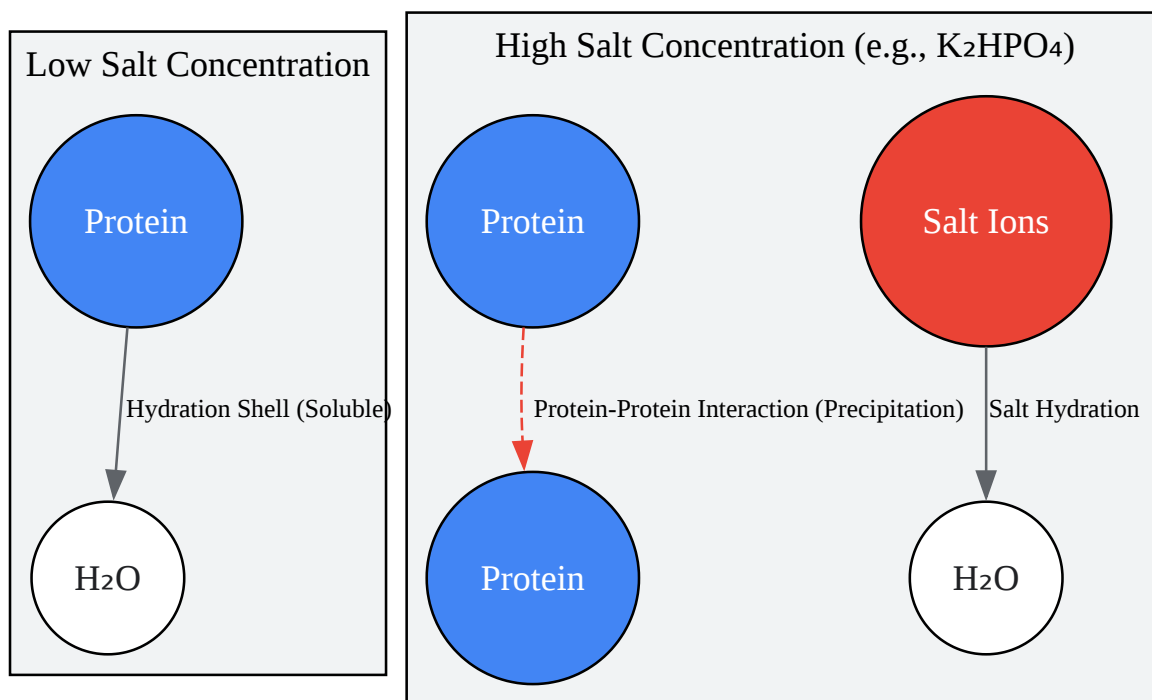 Low Salt Concentration
Protein
Hydration Shell (Soluble)
H₂O
High Salt Concentration (e.g., K₂HPO₄)
Protein
Salt Ions
Protein-Protein Interaction (Precipitation)
Salt Hydration
Protein
H₂O